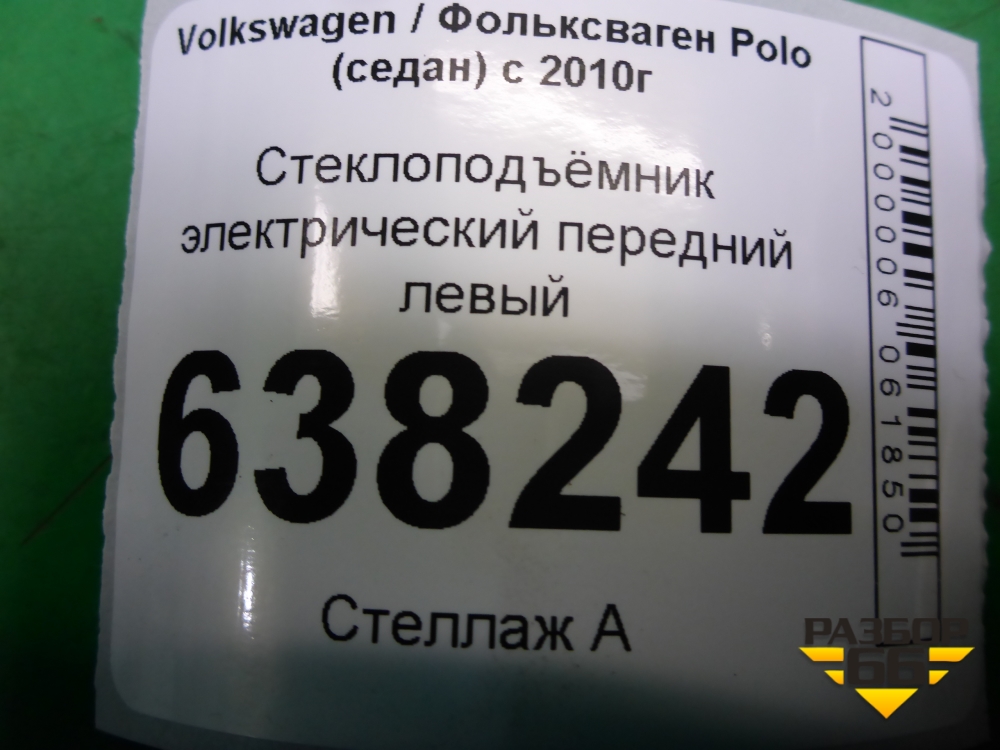 Volkswagen / Фольксваген Polo
(седан) с 2010г
Стеклоподъёмник
электрический передний
левый
638242
Стеллаж А
2000006061850
РАЗБОР
66